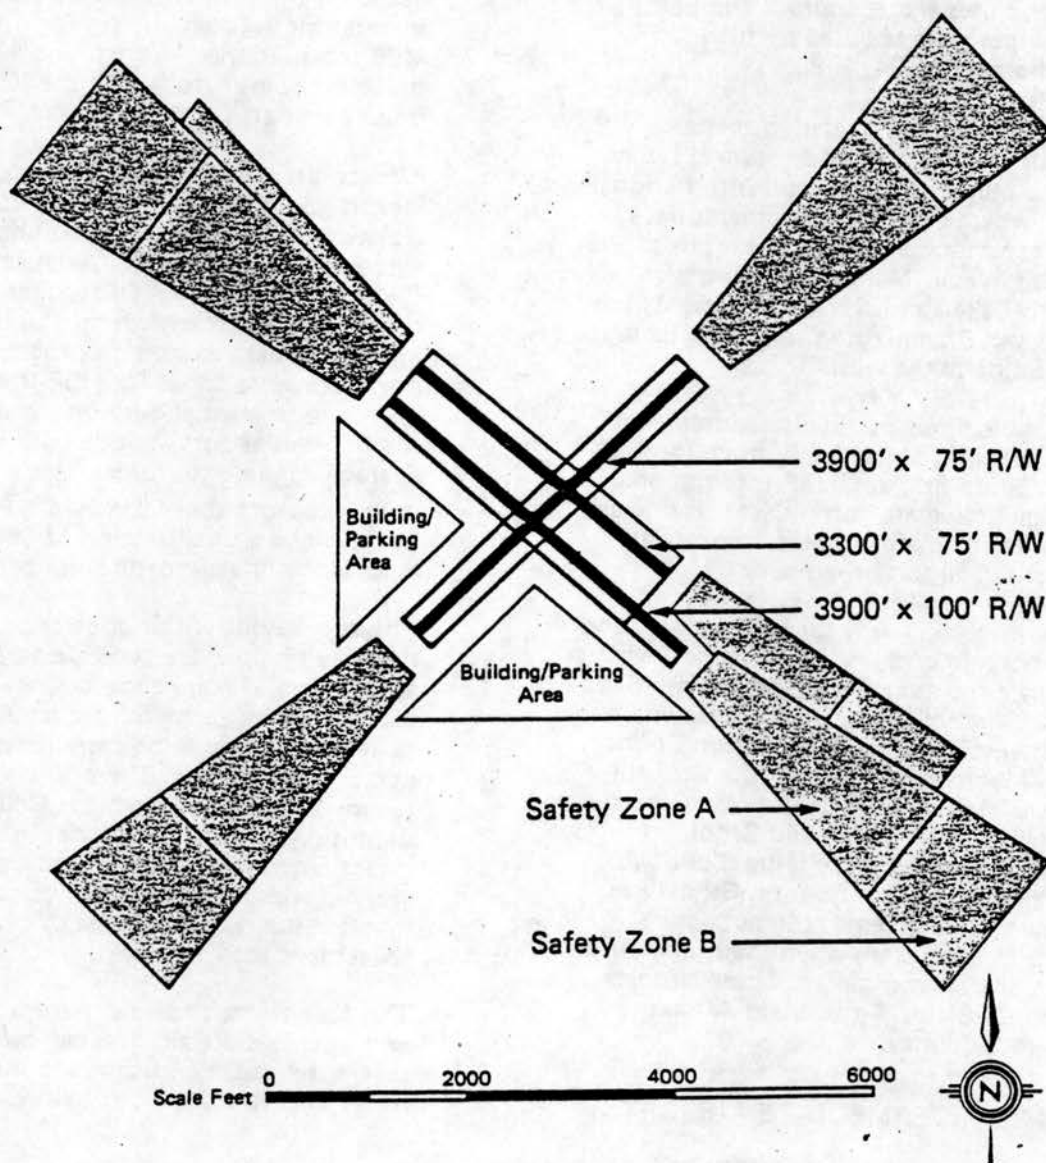 3900' x 75' R/W
Building/
Parking
Area
3300' x 75' R/W
3900' x 100' R/W
Building/Parking
Area
Safety Zone A
Safety Zone B
0 2000 4000 6000
Scale Feet
N